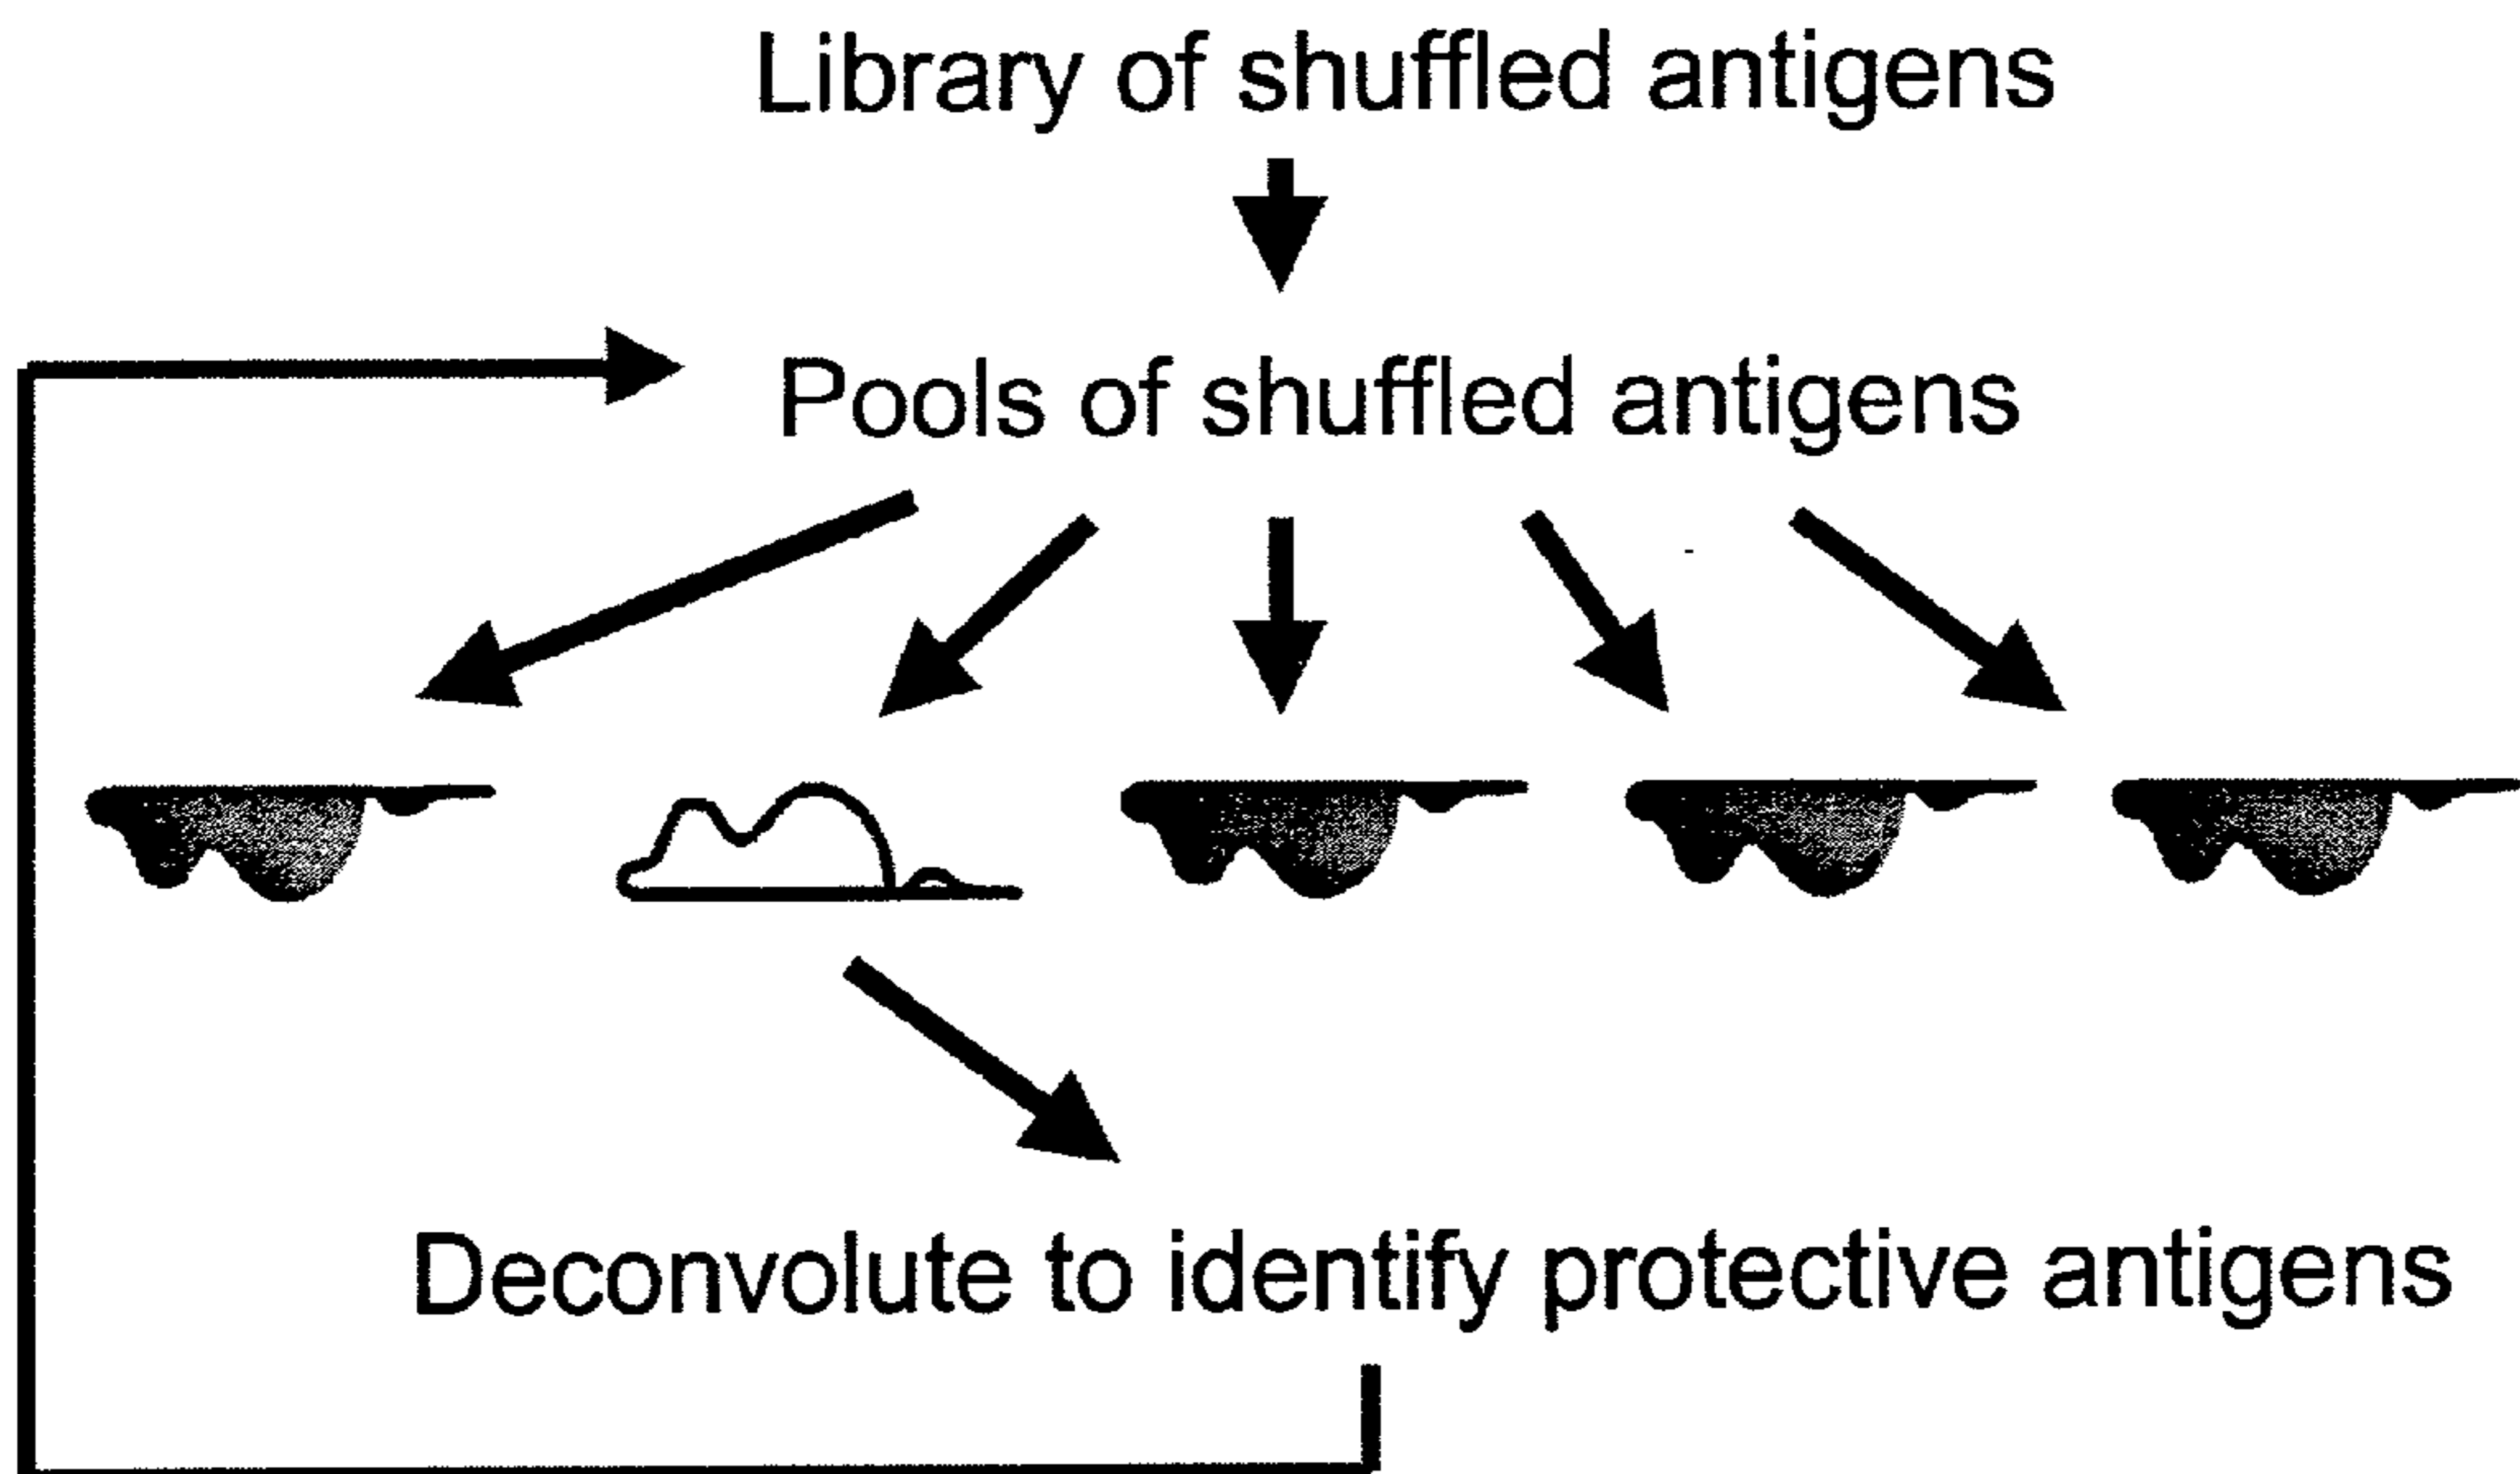 Library of shuffled antigens
Pools of shuffled antigens
Deconvolute to identify protective antigens